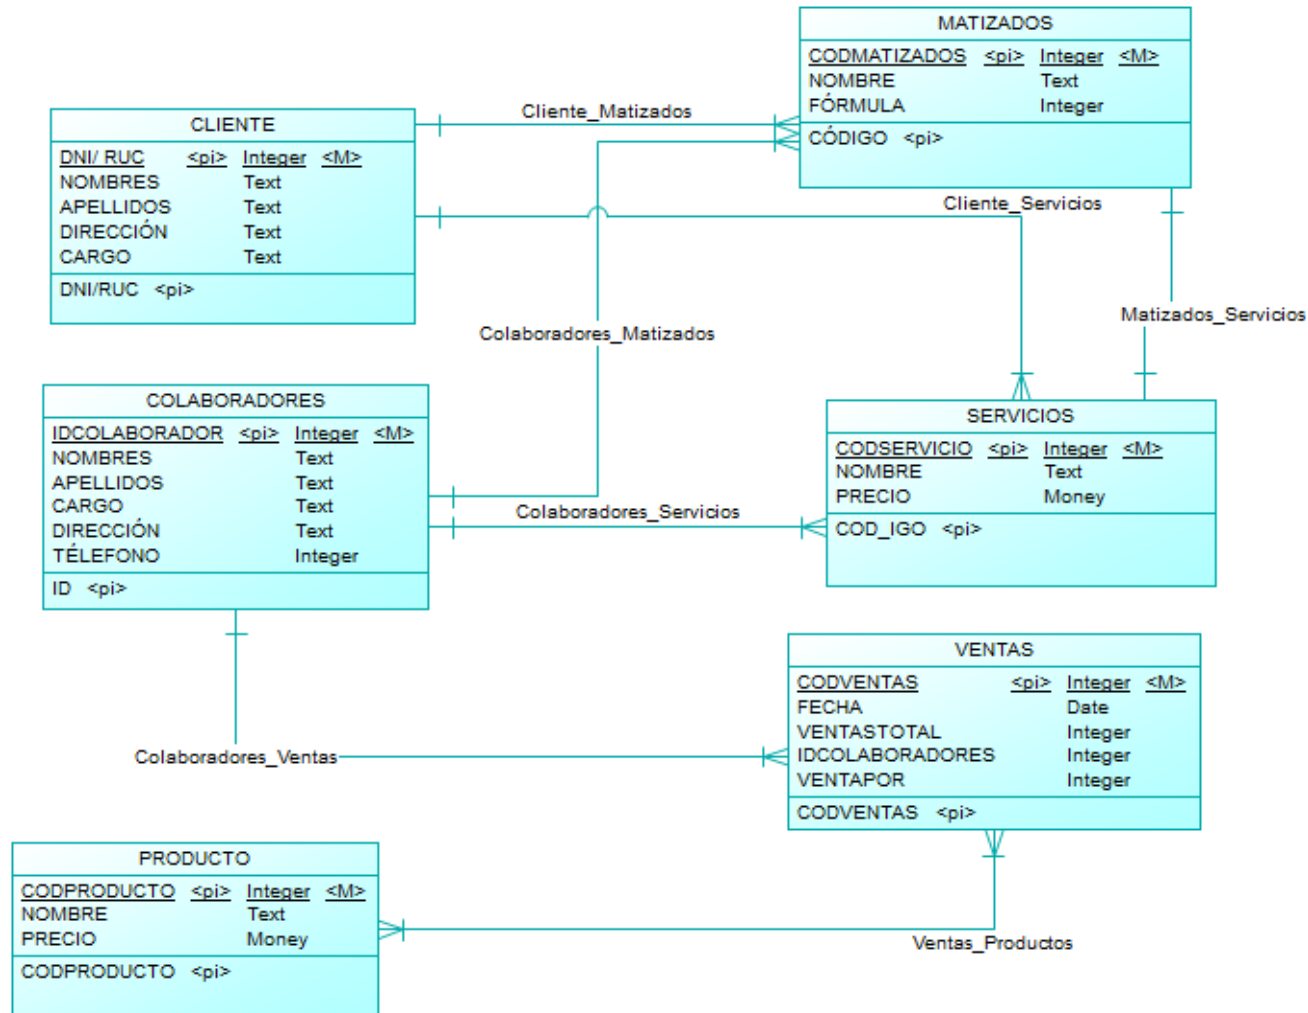 MATIZADOS
CODMATIZADOS <pi> Integer <M>
NOMBRE Text
FÓRMULA Integer
CÓDIGO <pi>
Cliente_Matizados
CLIENTE
DNI/ RUC <pi> Integer <M>
NOMBRES Text
APELLIDOS Text
DIRECCIÓN Text
CARGO Text
DNI/RUC <pi>
Cliente_Servicios
Matizados_Servicios
Colaboradores_Matizados
COLABORADORES
IDCOLABORADOR <pi> Integer <M>
NOMBRES Text
APELLIDOS Text
CARGO Text
DIRECCIÓN Text
TÉLEFONO Integer
ID <pi>
SERVICIOS
CODSERVICIO <pi> Integer <M>
NOMBRE Text
PRECIO Money
COD_IGO <pi>
Colaboradores_Servicios
VENTAS
CODVENTAS <pi> Integer <M>
FECHA Date
VENTASTOTAL Integer
IDCOLABORADORES Integer
VENTAPOR Integer
CODVENTAS <pi>
Colaboradores_Ventas
PRODUCTO
CODPRODUCTO <pi> Integer <M>
NOMBRE Text
PRECIO Money
CODPRODUCTO <pi>
Ventas_Productos